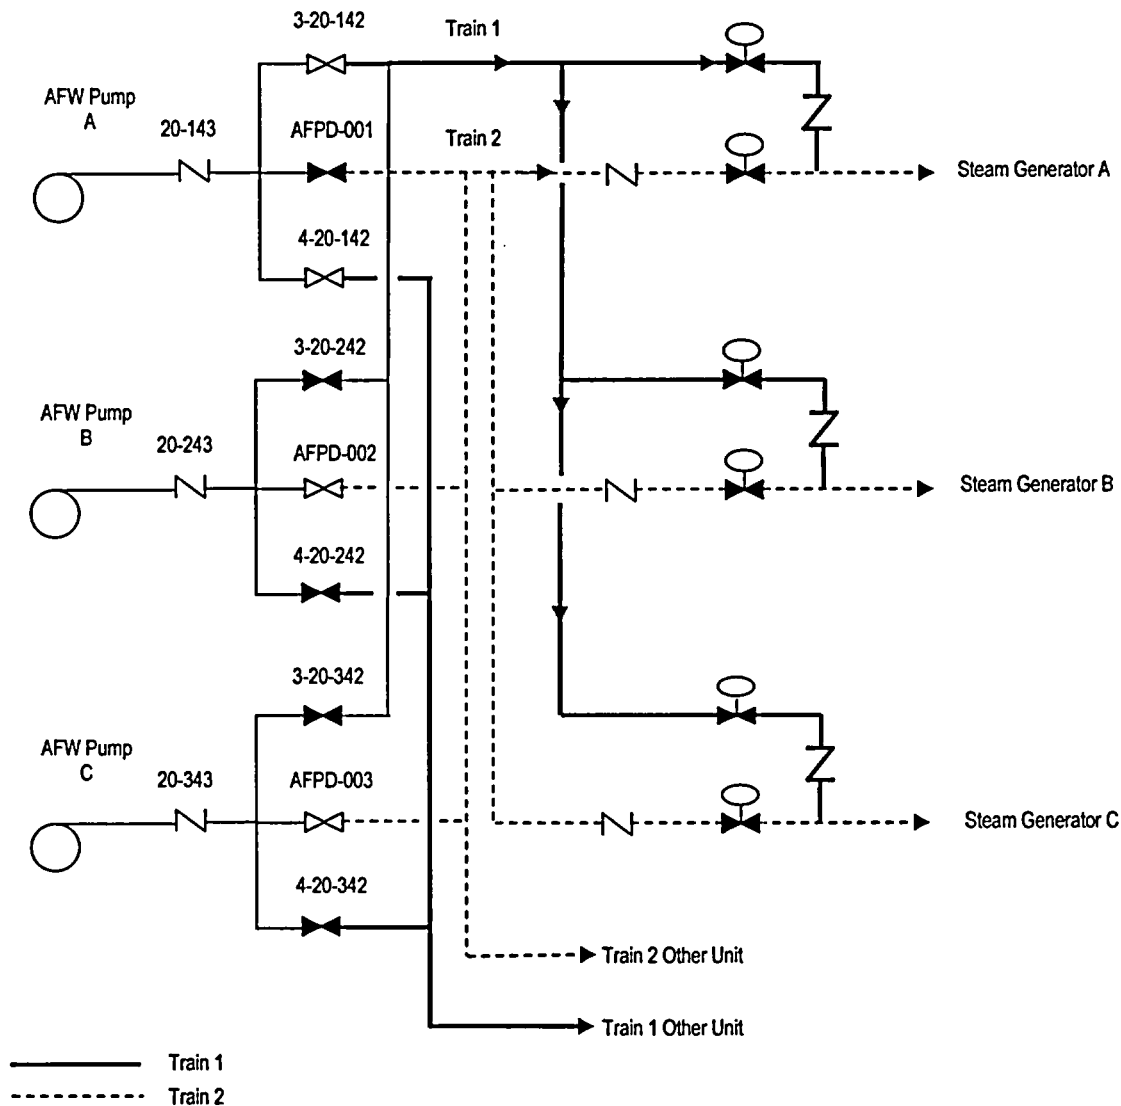 3-20-142
Train 1
AFW Pump
A
20-143
AFPD-001
Train 2
Steam Generator A
4-20-142
3-20-242
AFW Pump
B
20-243
AFPD-002
Steam Generator B
4-20-242
3-20-342
AFW Pump
C
20-343
AFPD-003
Steam Generator C
4-20-342
Train 2 Other Unit
Train 1 Other Unit
Train 1
Train 2